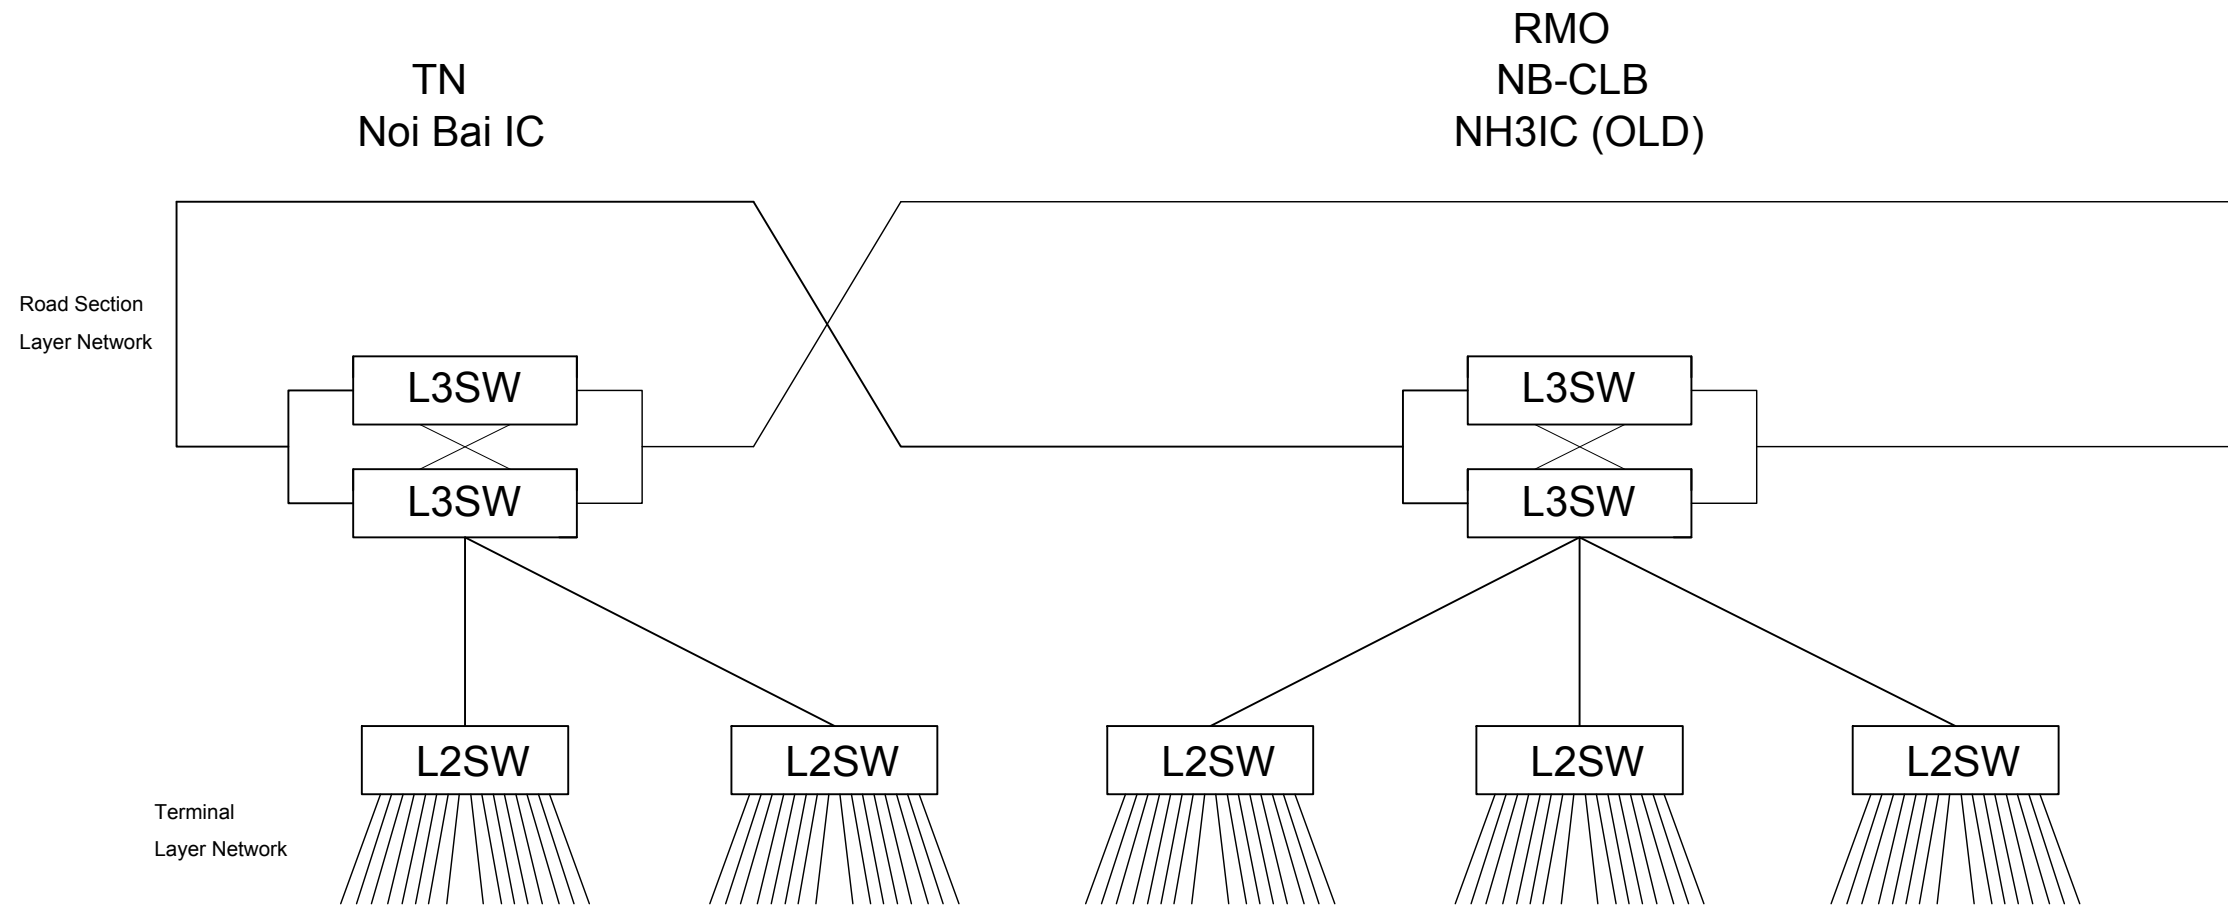 RMO
TN
NB-CLB
Noi Bai IC
NH3IC (OLD)
Road Section
Layer Network
L3SW
L3SW
L3SW
L3SW
L2SW
L2SW
L2SW
L2SW
L2SW
Terminal
Layer Network